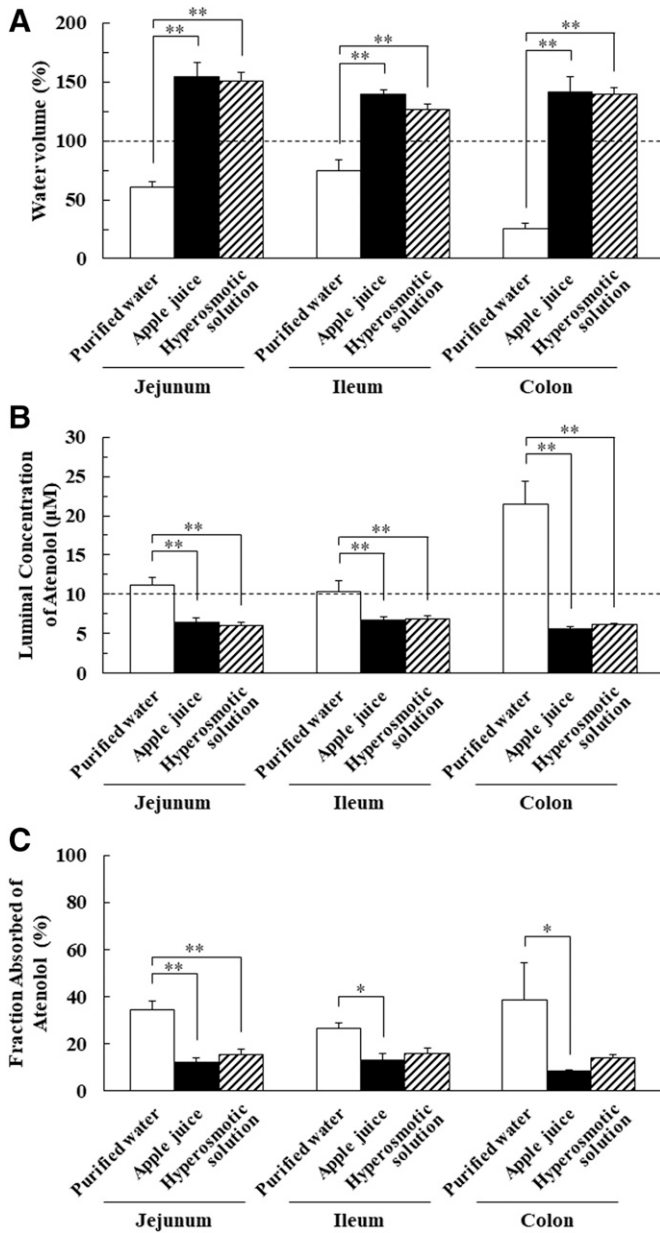 A
Water volume (%)
200
150
100
50
0
** **
** **
** **
Purified water
Apple juice
Hyperosmotic
solution
Purified water
Apple juice
Hyperosmotic
solution
Purified water
Apple juice
Hyperosmotic
solution
Jejunum Ileum Colon
B
Luminal Concentration
of Atenolol (µM)
30
25
20
15
10
5
0
** **
** **
** **
Purified water
Apple juice
Hyperosmotic
solution
Purified water
Apple juice
Hyperosmotic
solution
Purified water
Apple juice
Hyperosmotic
solution
Jejunum Ileum Colon
C
Fraction Absorbed of
Atenolol (%)
100
80
60
40
20
0
** **
*
*
Purified water
Apple juice
Hyperosmotic
solution
Purified water
Apple juice
Hyperosmotic
solution
Purified water
Apple juice
Hyperosmotic
solution
Jejunum Ileum Colon